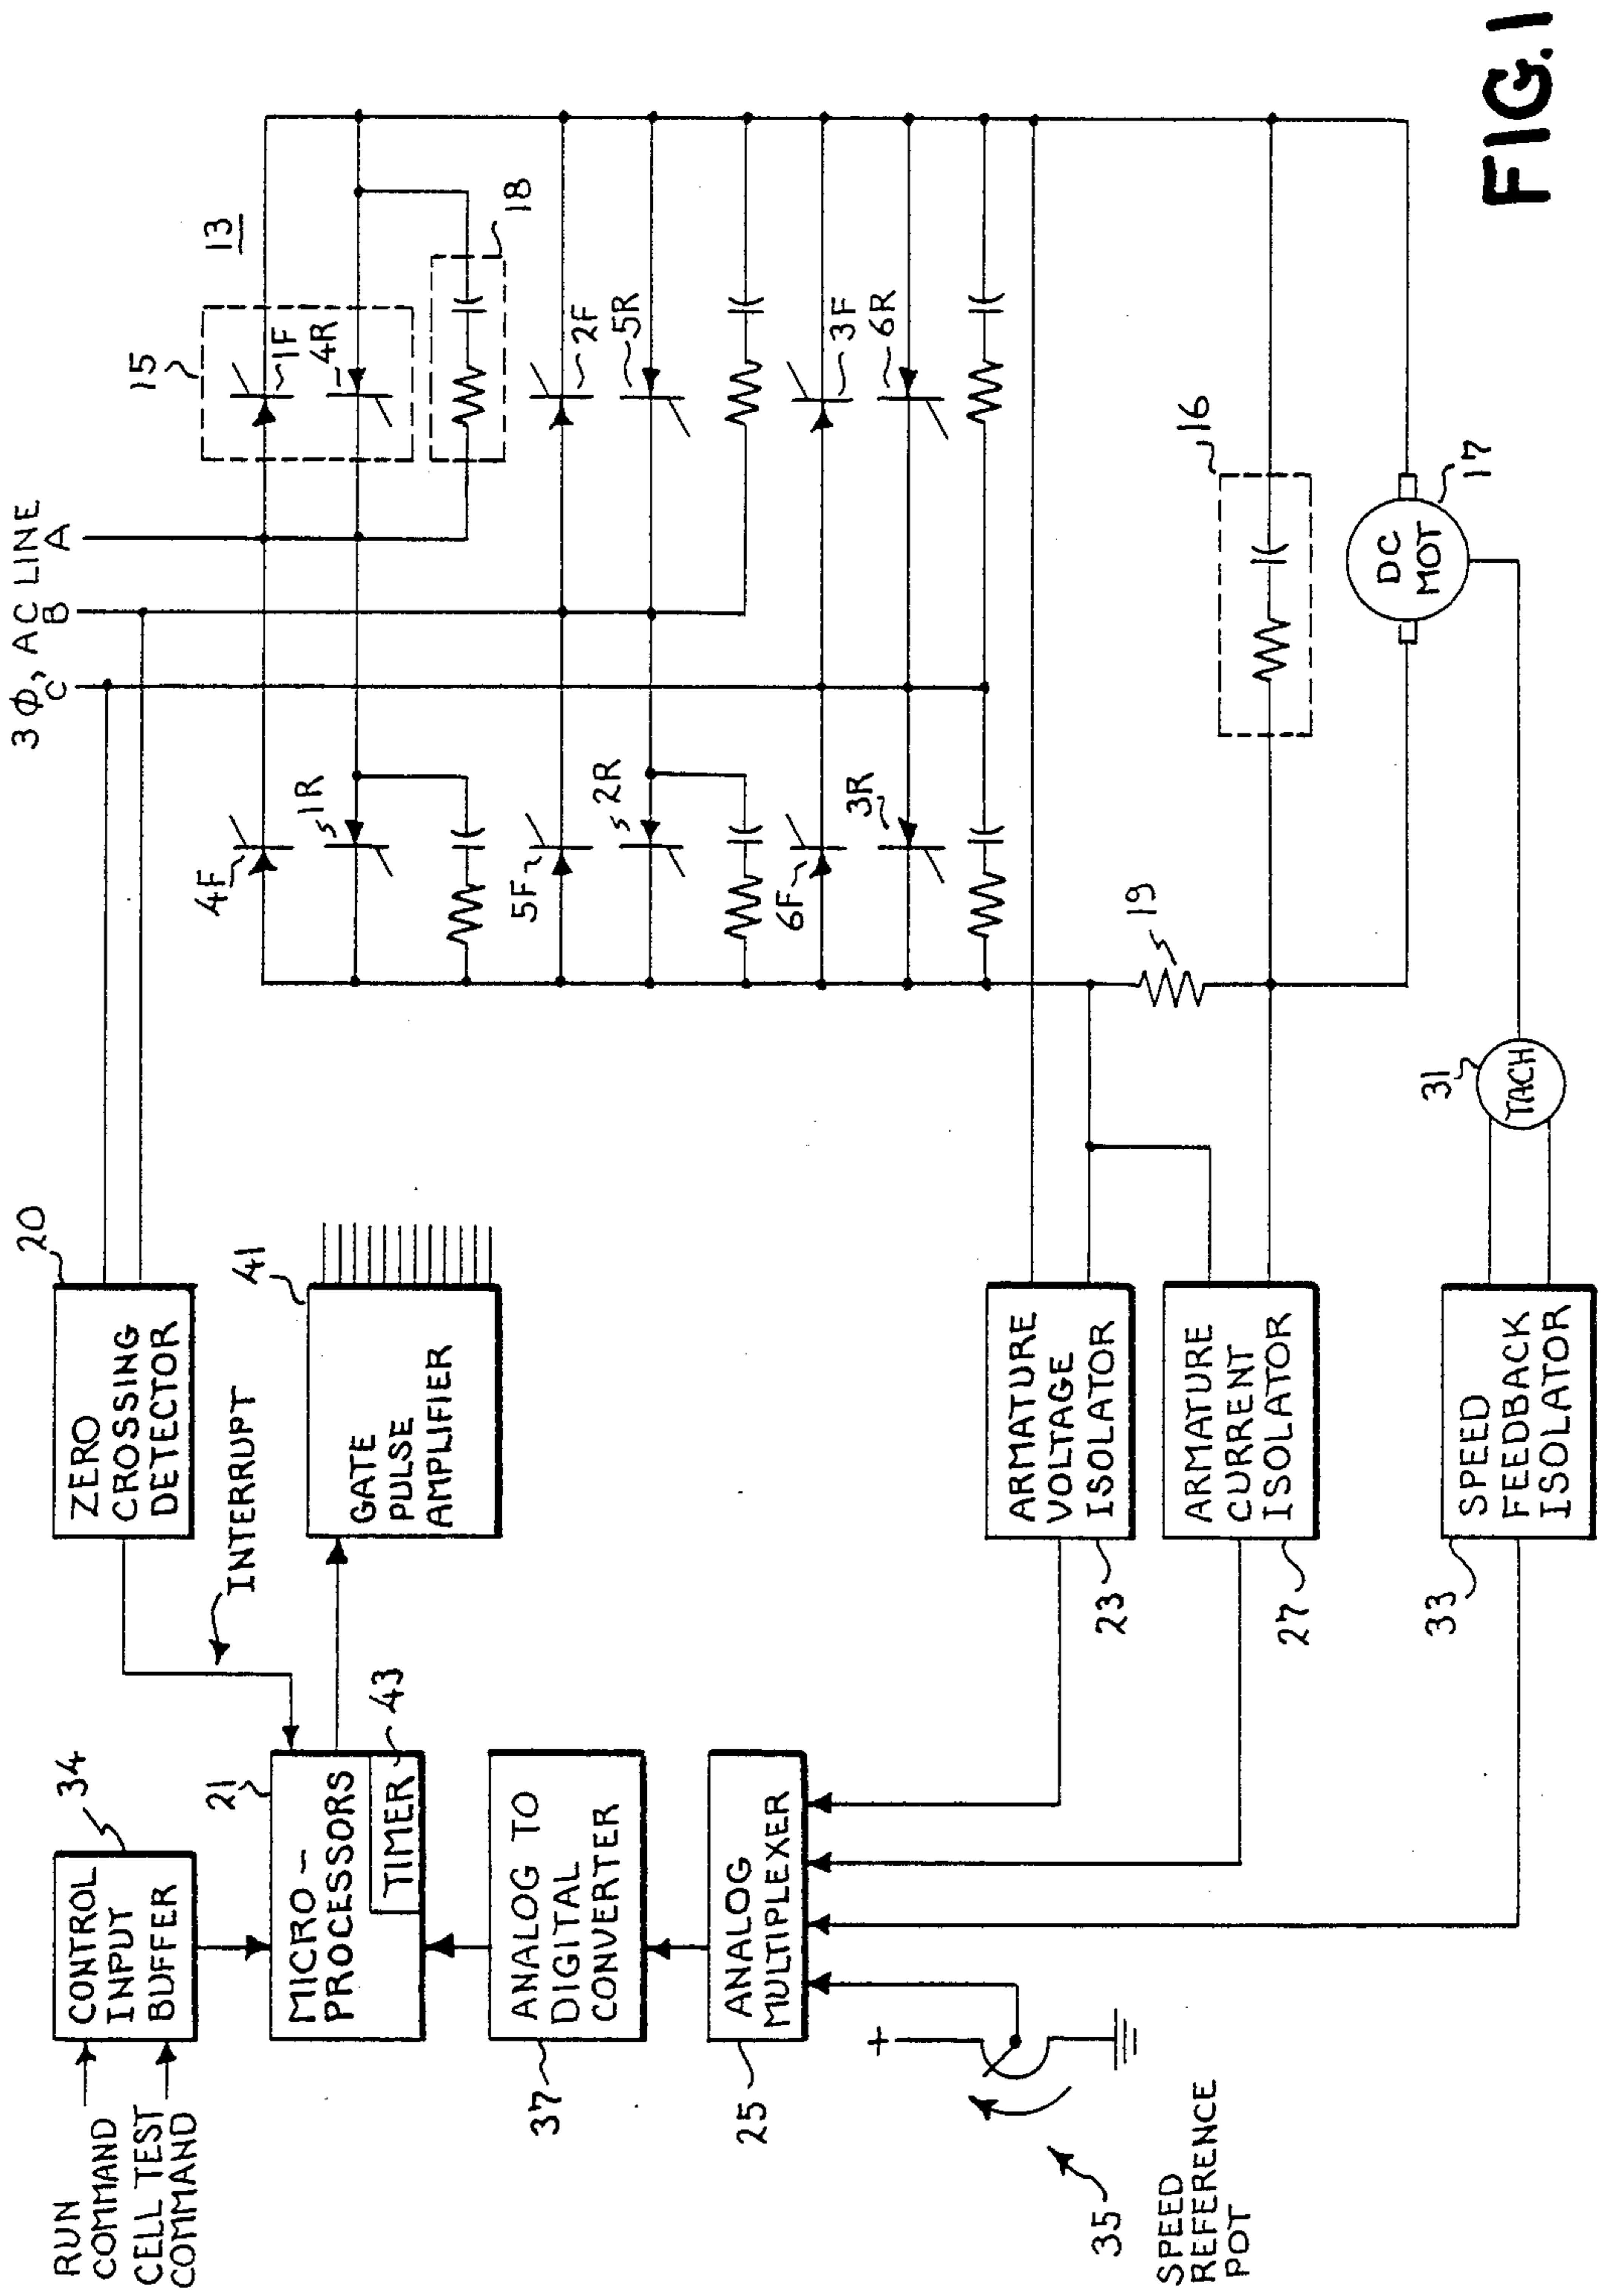 3Φ, AC LINE
C
B
A
13
15
1F
4R
18
2F
5R
3F
6R
4F
1R
5F
2R
6F
3R
16
19
DC
MOT
17
TACH
31
20
ZERO
CROSSING
DETECTOR
INTERRUPT
41
GATE
PULSE
AMPLIFIER
ARMATURE
VOLTAGE
ISOLATOR
23
ARMATURE
CURRENT
ISOLATOR
27
SPEED
FEEDBACK
ISOLATOR
33
RUN
COMMAND
CELL TEST
COMMAND
CONTROL
INPUT
BUFFER
34
21
MICRO-
PROCESSORS
TIMER
43
ANALOG TO
DIGITAL
CONVERTER
37
ANALOG
MULTIPLEXER
25
+
35
SPEED
REFERENCE
POT
FIG.1